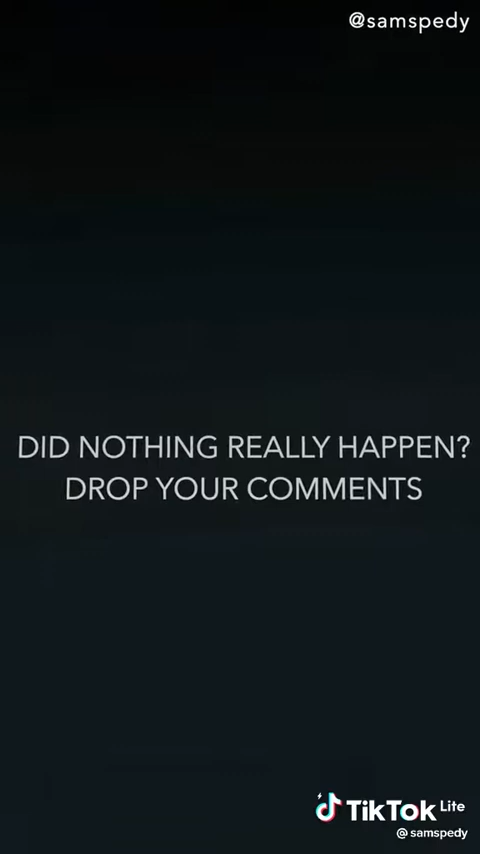 @samspedy
DID NOTHING REALLY HAPPEN?
DROP YOUR COMMENTS
TikTok Lite
@samspedy